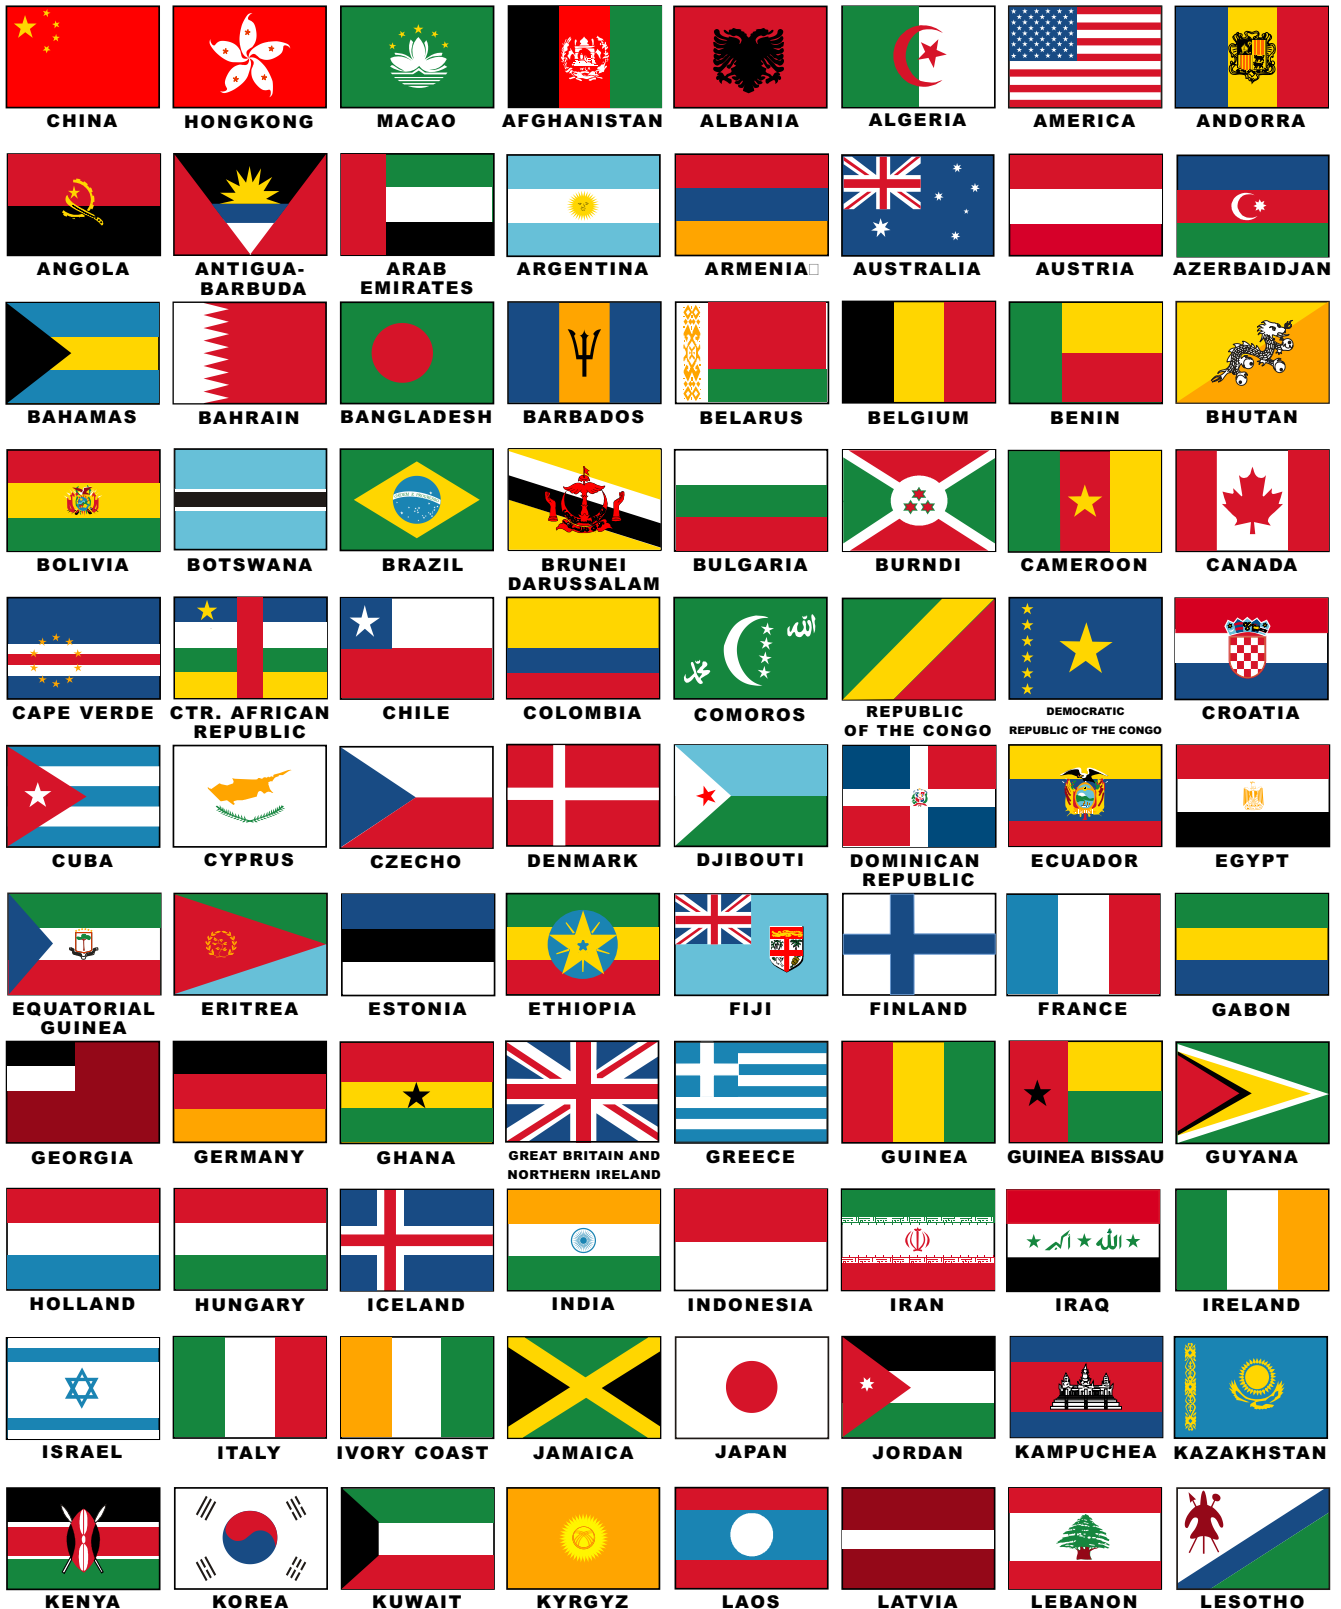 CHINA HONGKONG MACAO AFGHANISTAN ALBANIA ALGERIA AMERICA ANDORRA
ANGOLA ANTIGUA- ARAB ARGENTINA ARMENIA□ AUSTRALIA AUSTRIA AZERBAIDJAN
BARBUDA EMIRATES
BAHAMAS BAHRAIN BANGLADESH BARBADOS BELARUS BELGIUM BENIN BHUTAN
BOLIVIA BOTSWANA BRAZIL BRUNEI BULGARIA BURNDI CAMEROON CANADA
DARUSSALAM
CAPE VERDE CTR. AFRICAN CHILE COLOMBIA COMOROS REPUBLIC DEMOCRATIC CROATIA
REPUBLIC OF THE CONGO REPUBLIC OF THE CONGO
CUBA CYPRUS CZECHO DENMARK DJIBOUTI DOMINICAN ECUADOR EGYPT
REPUBLIC
EQUATORIAL ERITREA ESTONIA ETHIOPIA FIJI FINLAND FRANCE GABON
GUINEA
GEORGIA GERMANY GHANA GREAT BRITAIN AND GREECE GUINEA GUINEA BISSAU GUYANA
NORTHERN IRELAND
الله أكبر
HOLLAND HUNGARY ICELAND INDIA INDONESIA IRAN IRAQ IRELAND
ISRAEL ITALY IVORY COAST JAMAICA JAPAN JORDAN KAMPUCHEA KAZAKHSTAN
KENYA KOREA KUWAIT KYRGYZ LAOS LATVIA LEBANON LESOTHO